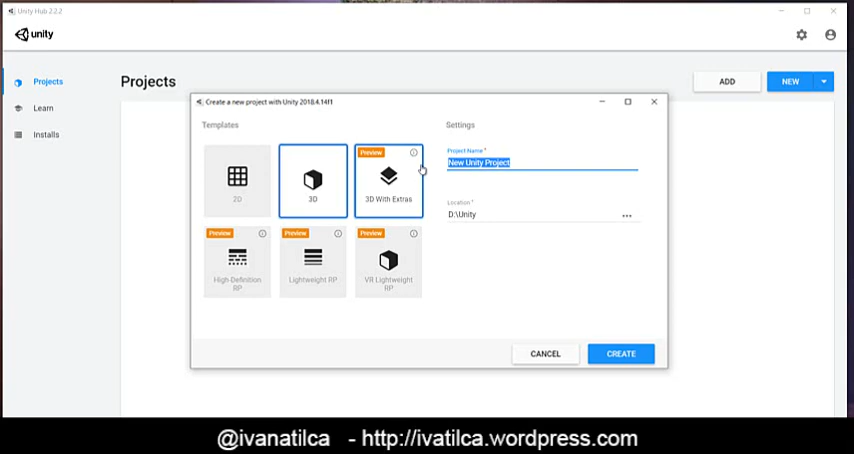 Unity Hub 2.2.2
unity
Projects
Learn
Installs
Projects
ADD
NEW
Create a new project with Unity 2018.4.14f1
Templates
2D
3D
Preview
3D With Extras
Preview
High-Definition
RP
Preview
Lightweight RP
Preview
VR Lightweight
RP
Settings
Project Name *
New Unity Project
Location *
D:\Unity
CANCEL
CREATE
@ivanatilca - http://ivatilca.wordpress.com